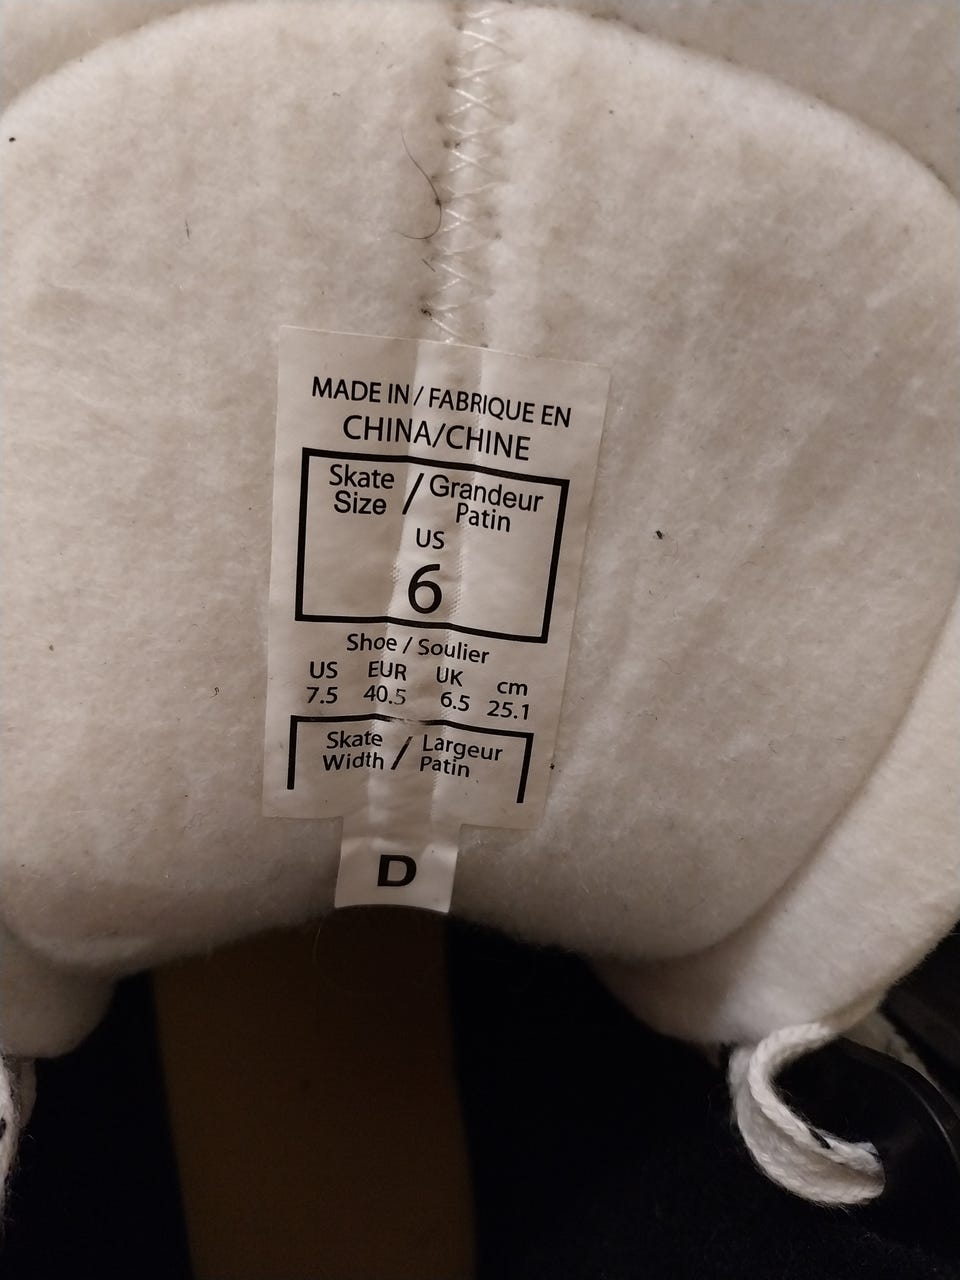 MADE IN / FABRIQUE EN
CHINA/CHINE
Skate Size / Grandeur Patin
US
6
Shoe / Soulier
US EUR UK cm
7.5 40.5 6.5 25.1
Skate Width / Largeur Patin
D